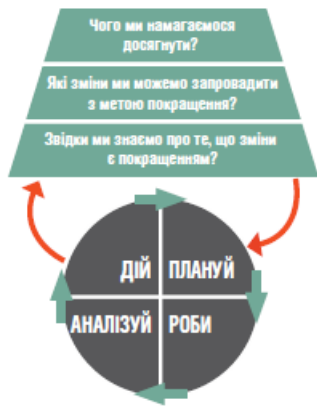 Чого ми намагаємося
досягнути?
Які зміни ми можемо запровадити
з метою покращення?
Звідки ми знаємо про те, що зміни
є покращенням?
ДІЙ
ПЛАНУЙ
АНАЛІЗУЙ
РОБИ